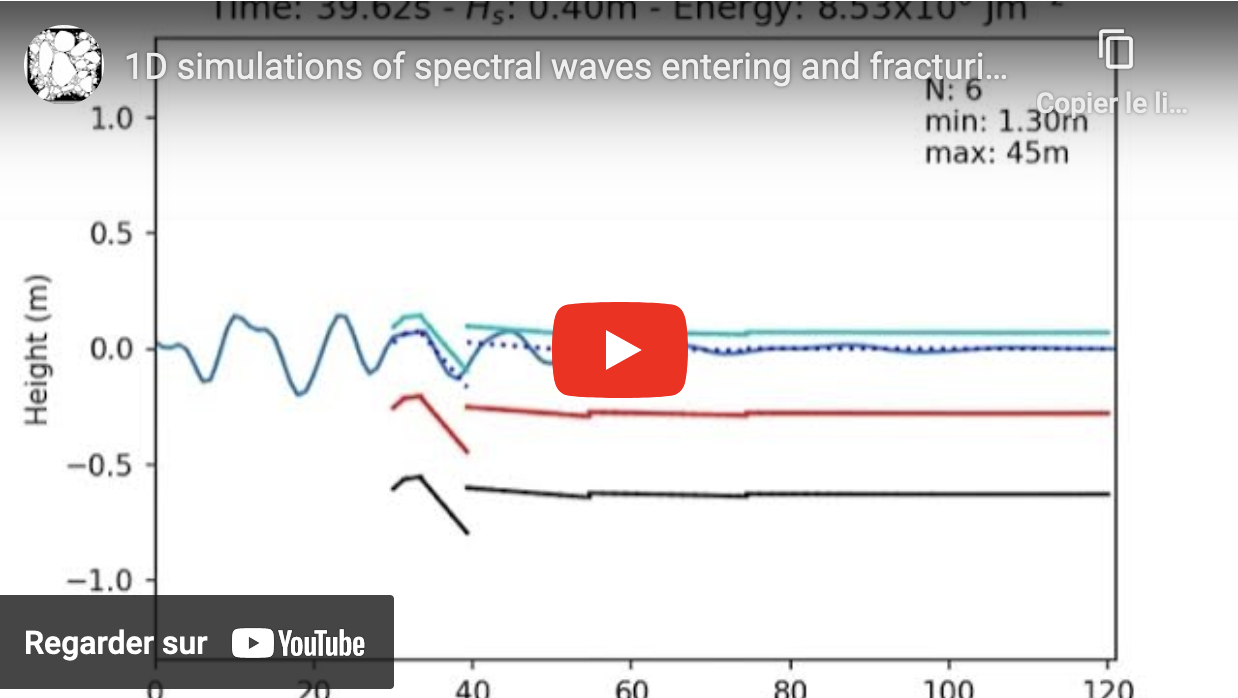 Time: 39.62s - Hₛ: 0.40m - Energy: 8.53x10 Jm⁻²
1D simulations of spectral waves entering and fracturi...
Copier le li...
N: 6
min: 1.30m
max: 45m
1.0
0.5
0.0
−0.5
−1.0
Height (m)
Regarder sur YouTube
0 20 40 60 80 100 120